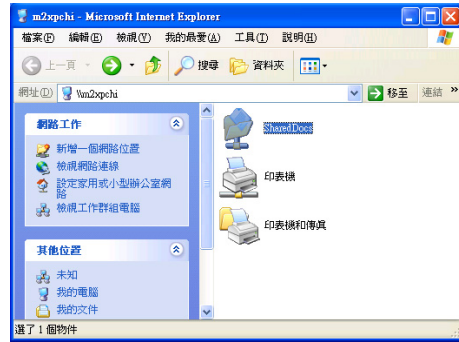 m2xpchi - Microsoft Internet Explorer
檔案(F) 編輯(E) 檢視(V) 我的最愛(A) 工具(T) 說明(H)
上一頁 搜尋 資料夾
網址(D) \\m2xpchi 移至 連結 »
網路工作
新增一個網路位置
檢視網路連線
設定家用或小型辦公室網
路
檢視工作群組電腦
其他位置
未知
我的電腦
我的文件
SharedDocs
印表機
印表機和傳真
選了 1 個物件